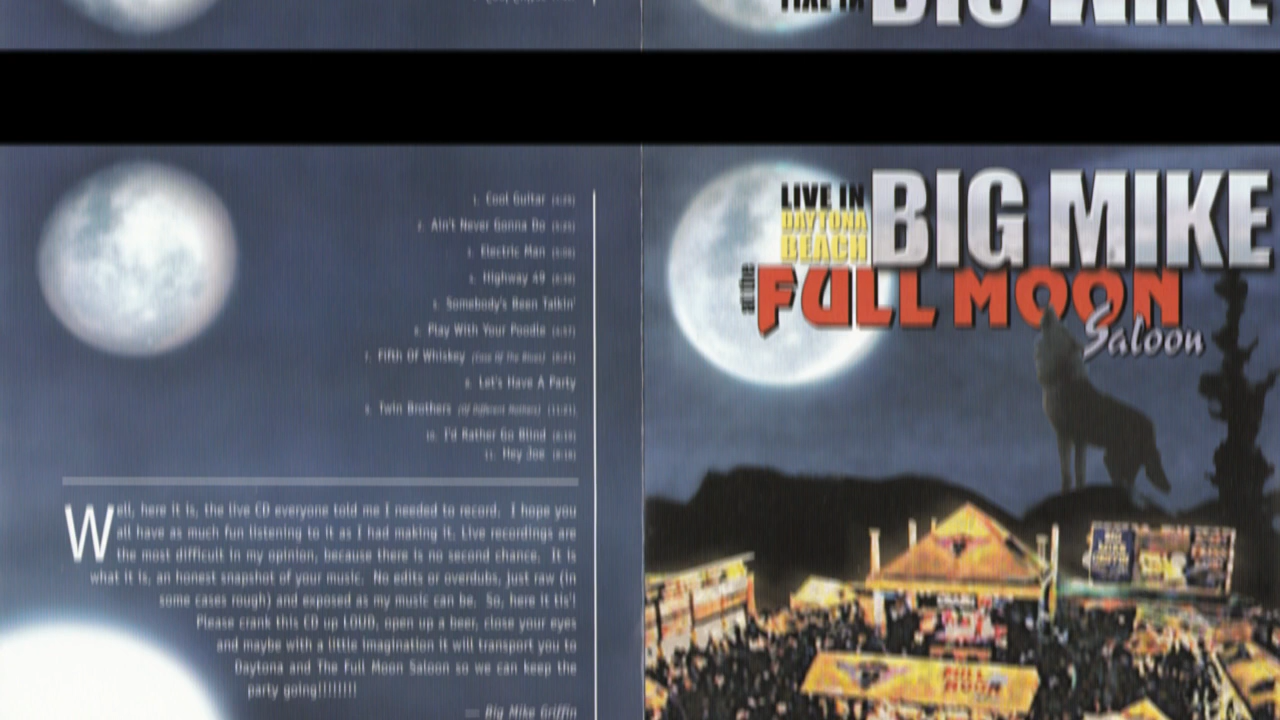 BIG MIKE
1. Cool Guitar
2. Ain't Never Gonna Do
3. Electric Man
4. Highway 49
5. Somebody's Been Talkin'
6. Play With Your Poodle
7. Fifth Of Whiskey
8. Let's Have A Party
9. Twin Brothers (11:21)
10. I'd Rather Go Blind
11. Hey Joe
Well, here it is, the live CD everyone told me I needed to record. I hope you
all have as much fun listening to it as I had making it. Live recordings are
the most difficult in my opinion, because there is no second chance. It is
what it is, an honest snapshot of your music. No edits or overdubs, just raw (in
some cases rough) and exposed as my music can be. So, here it tis'!
Please crank this CD up LOUD, open up a beer, close your eyes
and maybe with a little imagination it will transport you to
Daytona and The Full Moon Saloon so we can keep the
party going!!!!!!!!
— Big Mike Griffin
LIVE IN
DAYTONA
BEACH
BIG MIKE
at the
FULL MOON
Saloon
FULL
MOON